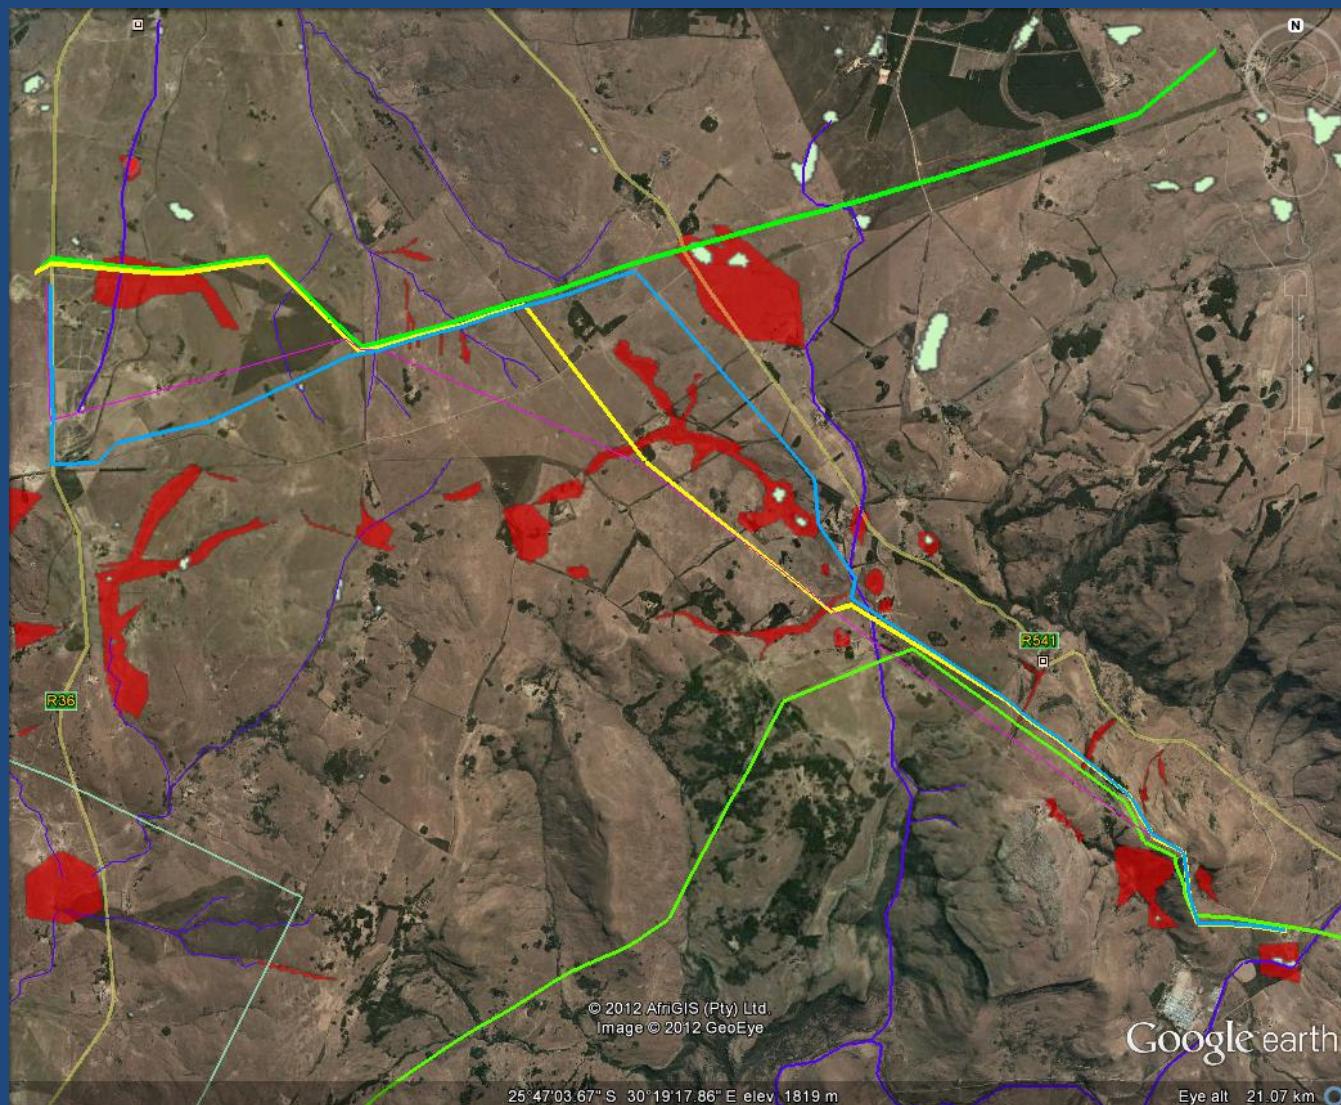 N
R541
R36
© 2012 AfriGIS (Pty) Ltd.
Image © 2012 GeoEye
Google earth
25°47'03.67" S 30°19'17.86" E elev 1819 m
Eye alt 21.07 km